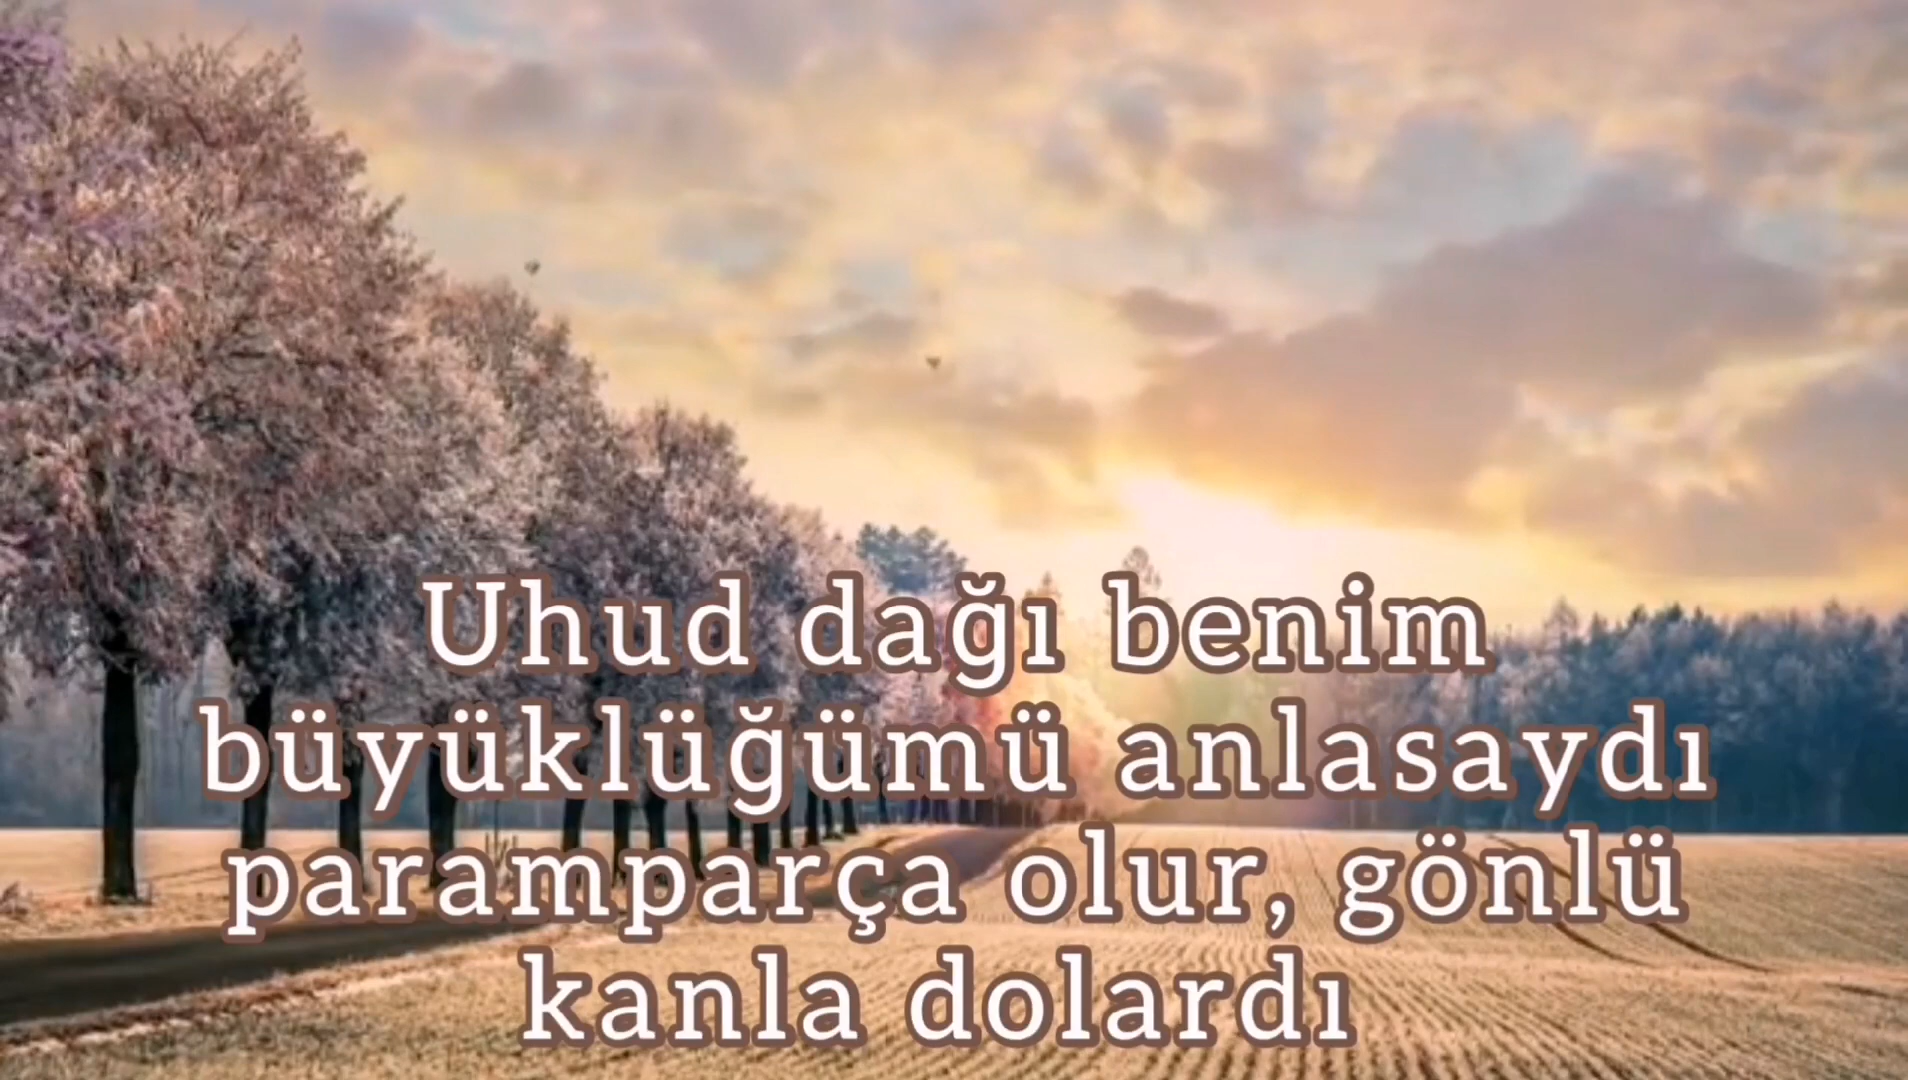 Uhud dağı benim
büyüklüğümü anlasaydı
paramparça olur, gönlü
kanla dolardı